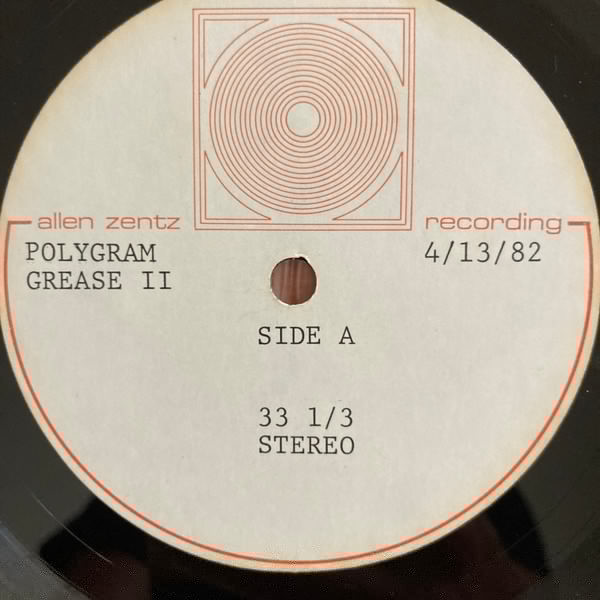 allen zentz recording
POLYGRAM 4/13/82
GREASE II
SIDE A
33 1/3
STEREO